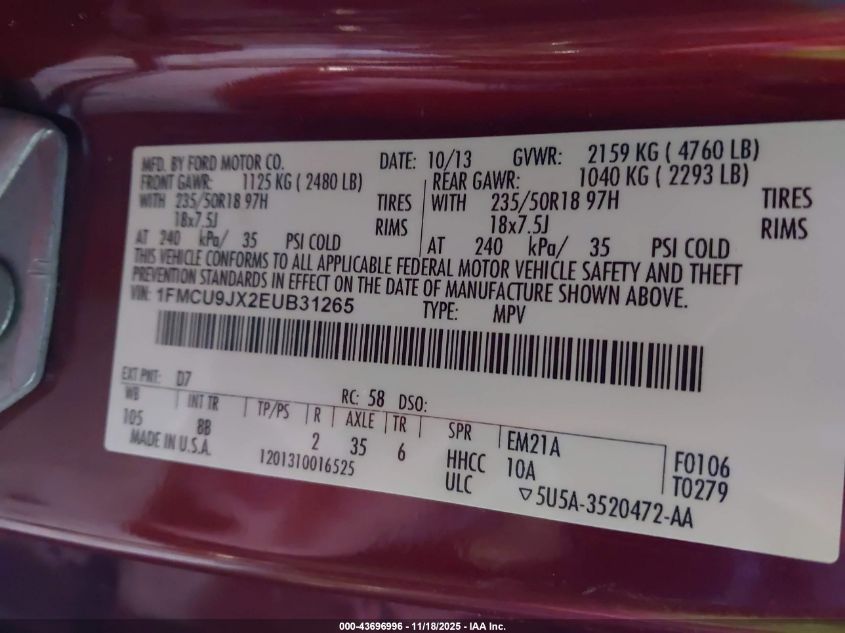 MFD. BY FORD MOTOR CO. DATE: 10/13 GVWR: 2159 KG ( 4760 LB)
FRONT GAWR: 1125 KG ( 2480 LB) REAR GAWR: 1040 KG ( 2293 LB)
WITH 235/50R18 97H TIRES WITH 235/50R18 97H TIRES
18x7.5J RIMS 18x7.5J RIMS
AT 240 kPa/ 35 PSI COLD AT 240 kPa/ 35 PSI COLD
THIS VEHICLE CONFORMS TO ALL APPLICABLE FEDERAL MOTOR VEHICLE SAFETY AND THEFT
PREVENTION STANDARDS IN EFFECT ON THE DATE OF MANUFACTURE SHOWN ABOVE.
VIN: 1FMCU9JX2EUB31265 TYPE: MPV
EXT PNT: D7 RC: 58 DSO:
WB INT TR TP/PS R AXLE TR SPR EM21A F0106
105 8B 2 35 6 HHCC 10A T0279
MADE IN U.S.A. 1201310016525 ULC ▽5U5A-3520472-AA
000-43696996 - 11/18/2025 - IAA Inc.